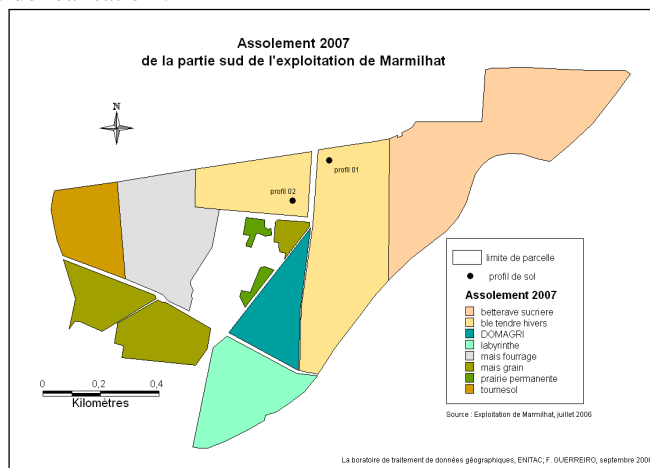 Assolement 2007
de la partie sud de l'exploitation de Marmilhat
N
profil 01
profil 02
limite de parcelle
profil de sol
Assolement 2007
betterave sucriere
ble tendre hivers
DOMAGRI
labyrinthe
mais fourrage
mais grain
prairie permanente
tournesol
0 0,2 0,4
Kilomètres
Source : Exploitation de Marmilhat, juillet 2006
La boratoire de traitement de données géographiques, ENITAC; F. GUERREIRO, septembre 200